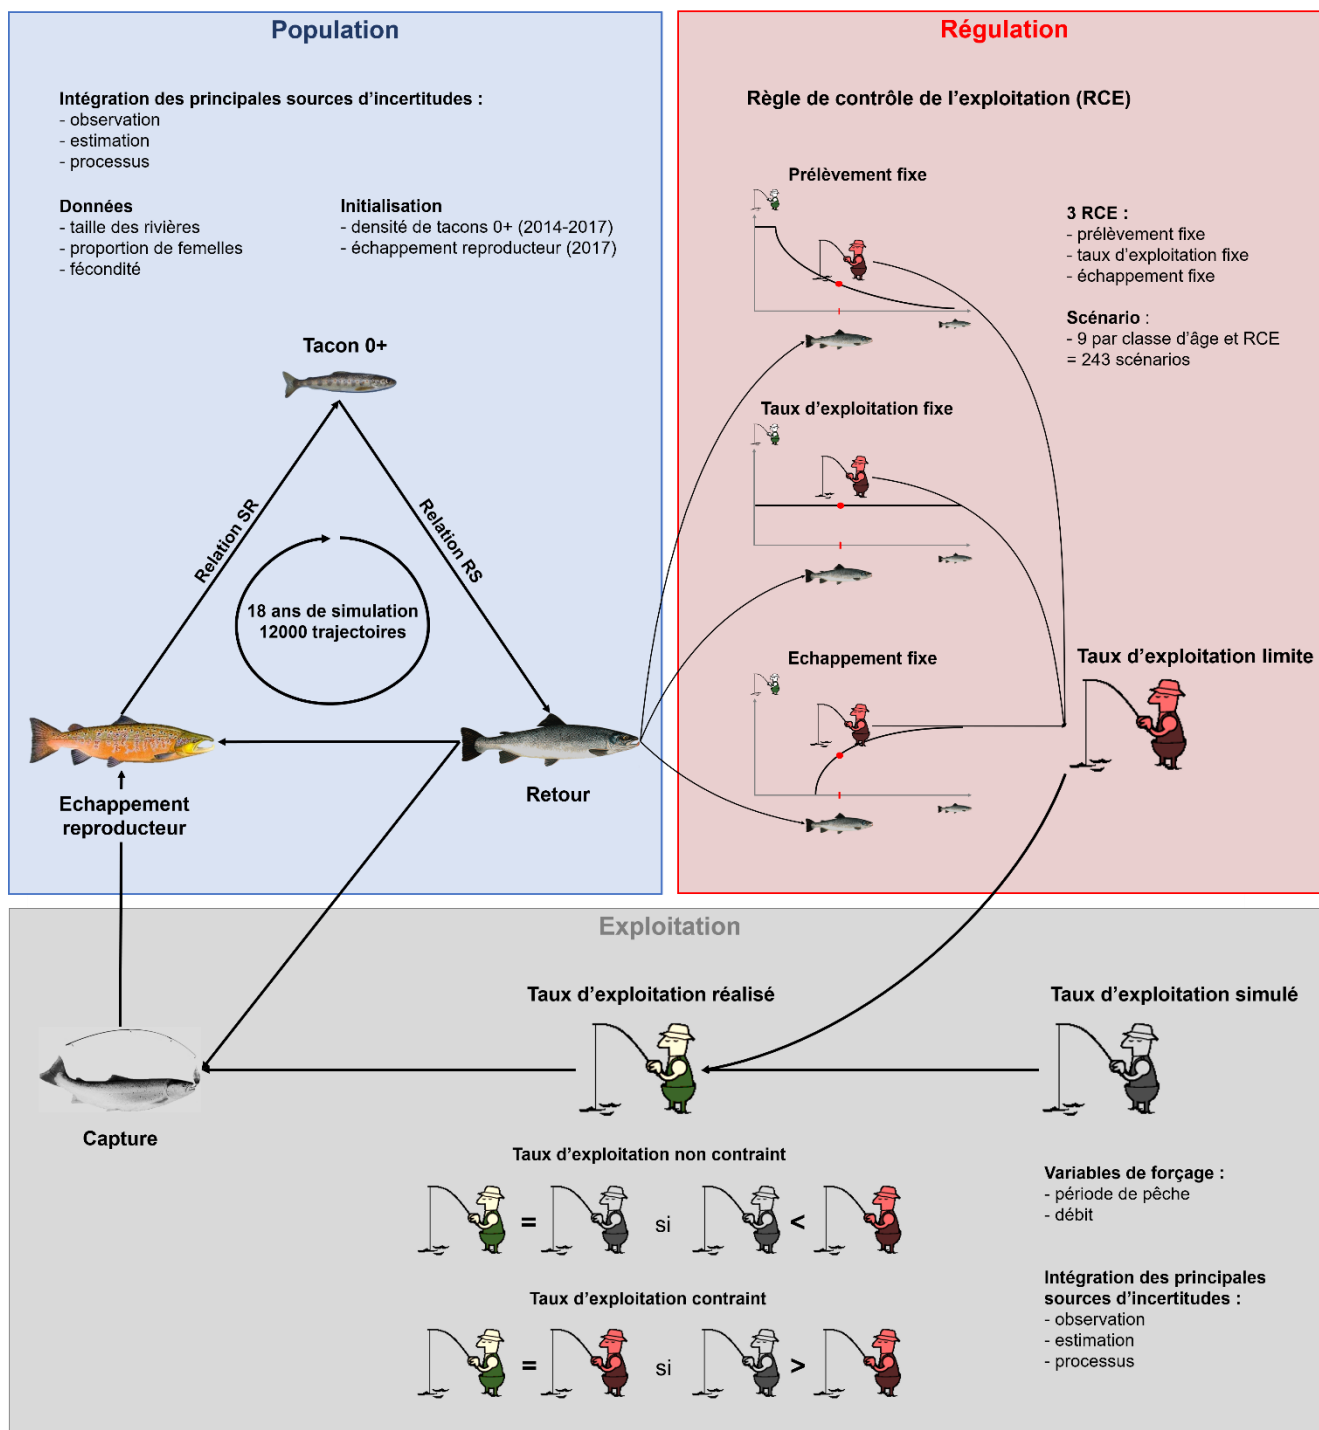 Population
Intégration des principales sources d'incertitudes :
- observation
- estimation
- processus
Données
- taille des rivières
- proportion de femelles
- fécondité
Initialisation
- densité de tacons 0+ (2014-2017)
- échappement reproducteur (2017)
Tacon 0+
Relation SR
Relation RS
18 ans de simulation
12000 trajectoires
Echappement
reproducteur
Retour
Régulation
Règle de contrôle de l'exploitation (RCE)
Prélèvement fixe
3 RCE :
- prélèvement fixe
- taux d'exploitation fixe
- échappement fixe
Scénario :
- 9 par classe d'âge et RCE
= 243 scénarios
Taux d'exploitation fixe
Echappement fixe
Taux d'exploitation limite
Exploitation
Taux d'exploitation réalisé
Taux d'exploitation simulé
Capture
Taux d'exploitation non contraint
= si <
Taux d'exploitation contraint
= si >
Variables de forçage :
- période de pêche
- débit
Intégration des principales
sources d'incertitudes :
- observation
- estimation
- processus